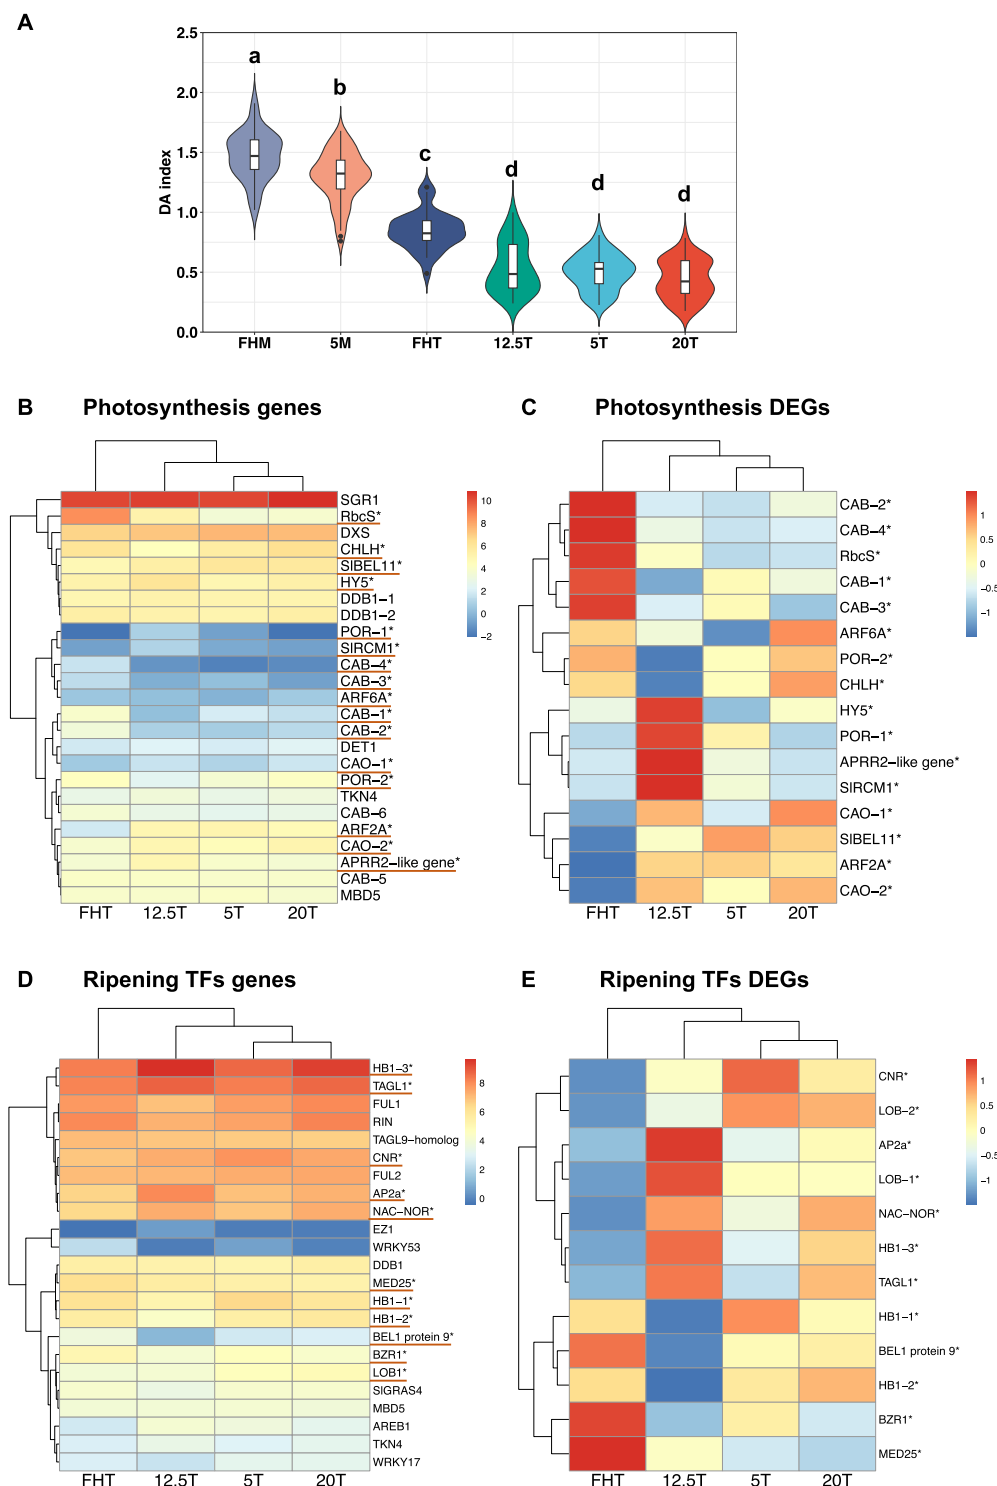 A
2.5
2.0
1.5
1.0
0.5
0.0
DA index
a
b
c
d
d
d
FHM
5M
FHT
12.5T
5T
20T
B
Photosynthesis genes
SGR1
RbcS*
DXS
CHLH*
SlBEL11*
HY5*
DDB1−1
DDB1−2
POR−1*
SlRCM1*
CAB−4*
CAB−3*
ARF6A*
CAB−1*
CAB−2*
DET1
CAO−1*
POR−2*
TKN4
CAB−6
ARF2A*
CAO−2*
APRR2−like gene*
CAB−5
MBD5
FHT
12.5T
5T
20T
10
8
6
4
2
0
−2
C
Photosynthesis DEGs
CAB−2*
CAB−4*
RbcS*
CAB−1*
CAB−3*
ARF6A*
POR−2*
CHLH*
HY5*
POR−1*
APRR2−like gene*
SlRCM1*
CAO−1*
SlBEL11*
ARF2A*
CAO−2*
FHT
12.5T
5T
20T
1
0.5
0
−0.5
−1
D
Ripening TFs genes
HB1−3*
TAGL1*
FUL1
RIN
TAGL9−homolog
CNR*
FUL2
AP2a*
NAC−NOR*
EZ1
WRKY53
DDB1
MED25*
HB1−1*
HB1−2*
BEL1 protein 9*
BZR1*
LOB1*
SlGRAS4
MBD5
AREB1
TKN4
WRKY17
FHT
12.5T
5T
20T
8
6
4
2
0
E
Ripening TFs DEGs
CNR*
LOB−2*
AP2a*
LOB−1*
NAC−NOR*
HB1−3*
TAGL1*
HB1−1*
BEL1 protein 9*
HB1−2*
BZR1*
MED25*
FHT
12.5T
5T
20T
1
0.5
0
−0.5
−1